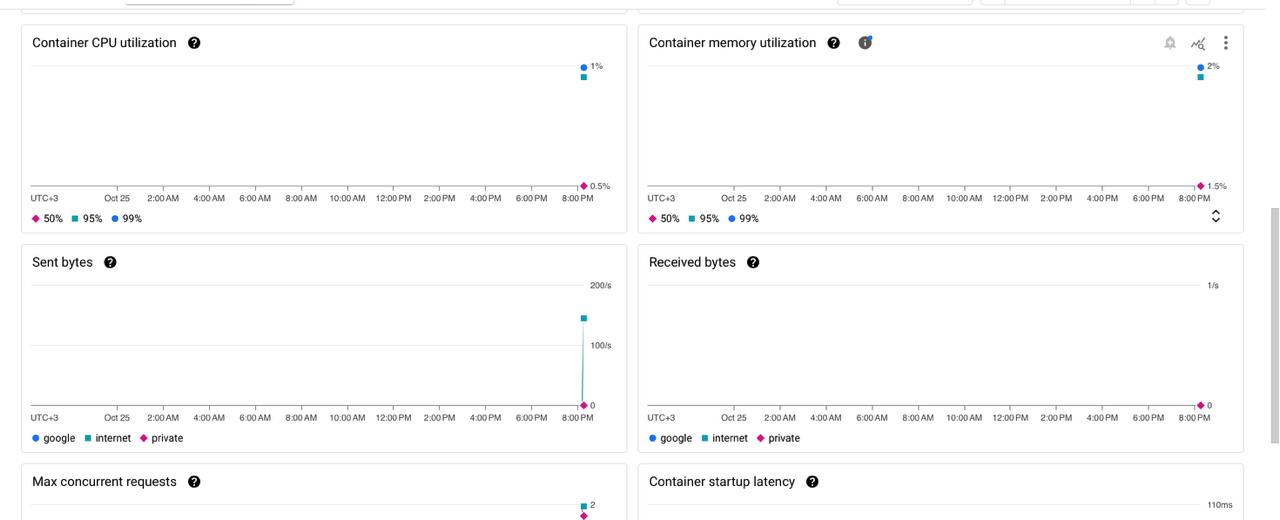 Container CPU utilization
1%
0.5%
UTC+3 Oct 25 2:00 AM 4:00 AM 6:00 AM 8:00 AM 10:00 AM 12:00 PM 2:00 PM 4:00 PM 6:00 PM 8:00 PM
50% 95% 99%
Container memory utilization
2%
1.5%
UTC+3 Oct 25 2:00 AM 4:00 AM 6:00 AM 8:00 AM 10:00 AM 12:00 PM 2:00 PM 4:00 PM 6:00 PM 8:00 PM
50% 95% 99%
Sent bytes
200/s
100/s
0
UTC+3 Oct 25 2:00 AM 4:00 AM 6:00 AM 8:00 AM 10:00 AM 12:00 PM 2:00 PM 4:00 PM 6:00 PM 8:00 PM
google internet private
Received bytes
1/s
0
UTC+3 Oct 25 2:00 AM 4:00 AM 6:00 AM 8:00 AM 10:00 AM 12:00 PM 2:00 PM 4:00 PM 6:00 PM 8:00 PM
google internet private
Max concurrent requests
2
Container startup latency
110ms